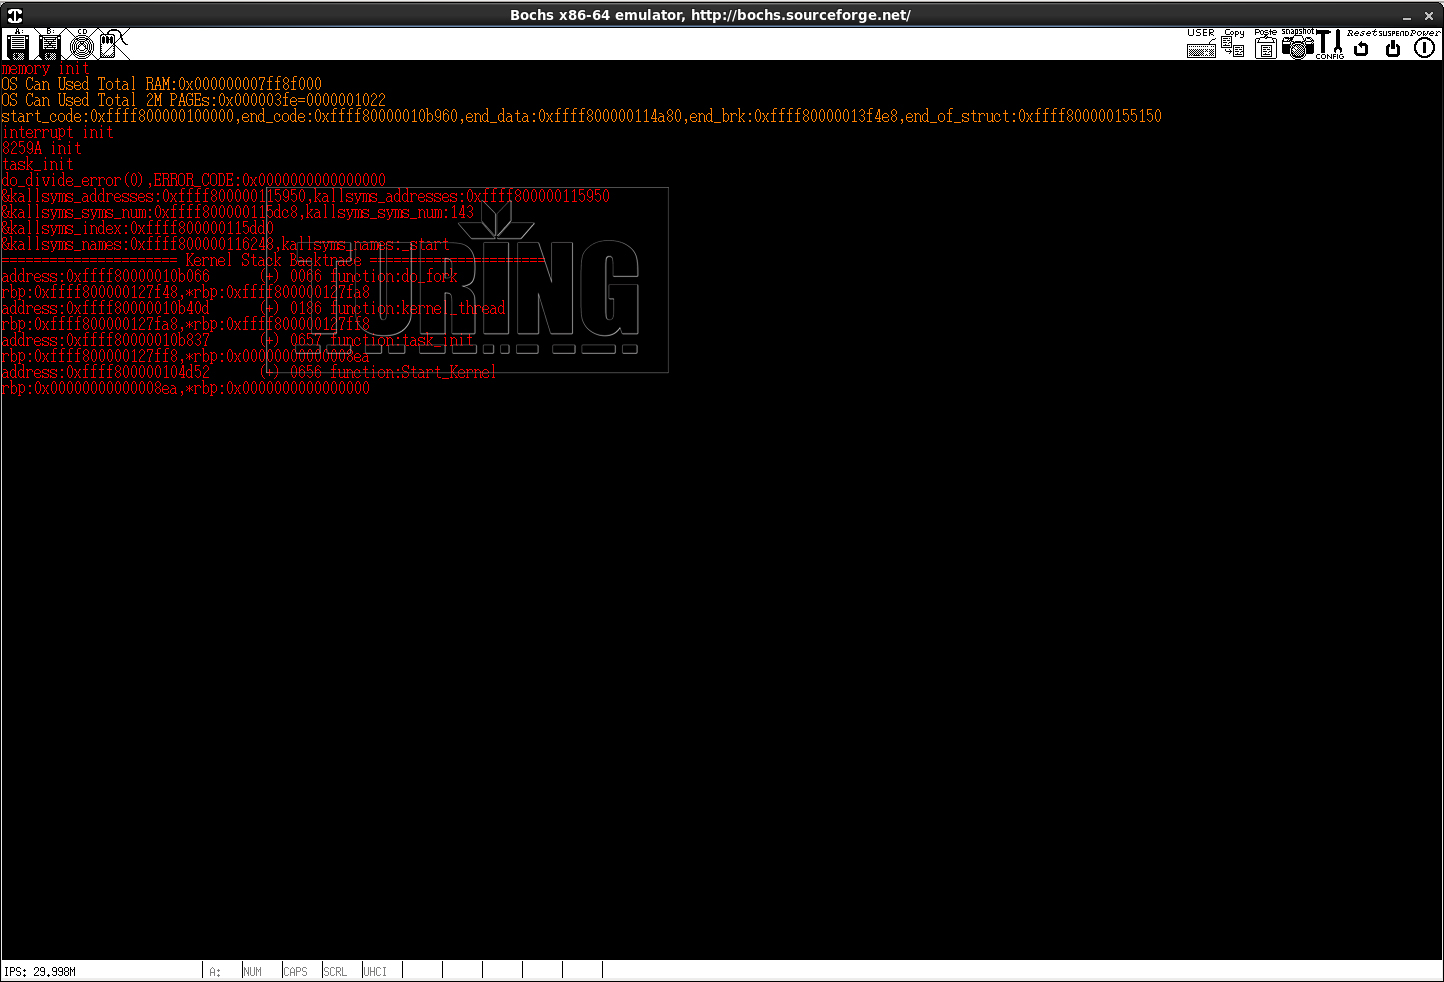 Bochs x86-64 emulator, http://bochs.sourceforge.net/
A: B: CD USER Copy Paste snapshot CONFIG Reset SUSPEND Power
memory init
OS Can Used Total RAM:0x000000007ff8f000
OS Can Used Total 2M PAGEs:0x000003fe=0000001022
start_code:0xffff800000100000,end_code:0xffff80000010b960,end_data:0xffff800000114a80,end_brk:0xffff80000013f4e8,end_of_struct:0xffff800000155150
interrupt init
8259A init
task_init
do_divide_error(0),ERROR_CODE:0x0000000000000000
&kallsyms_addresses:0xffff800000115950,kallsyms_addresses:0xffff800000115950
&kallsyms_syms_num:0xffff800000115dc8,kallsyms_syms_num:143
&kallsyms_index:0xffff800000115dd0
&kallsyms_names:0xffff800000116248,kallsyms_names:_start
====================== Kernel Stack Backtrace ======================
address:0xffff80000010b066 (+) 0066 function:do_fork
rbp:0xffff800000127f48,*rbp:0xffff800000127fa8
address:0xffff80000010b40d (+) 0186 function:kernel_thread
rbp:0xffff800000127fa8,*rbp:0xffff800000127ff8
address:0xffff80000010b837 (+) 0657 function:task_init
rbp:0xffff800000127ff8,*rbp:0x00000000000008ea
address:0xffff800000104d52 (+) 0656 function:Start_Kernel
rbp:0x00000000000008ea,*rbp:0x0000000000000000
TURING
IPS: 29.998M A: NUM CAPS SCRL UHCI